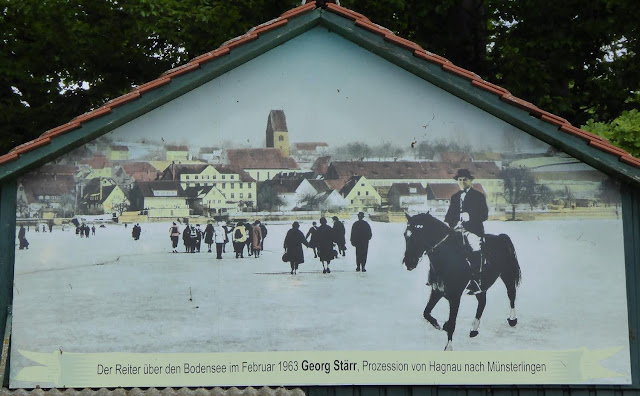 Der Reiter über den Bodensee im Februar 1963 Georg Stärr, Prozession von Hagnau nach Münsterlingen